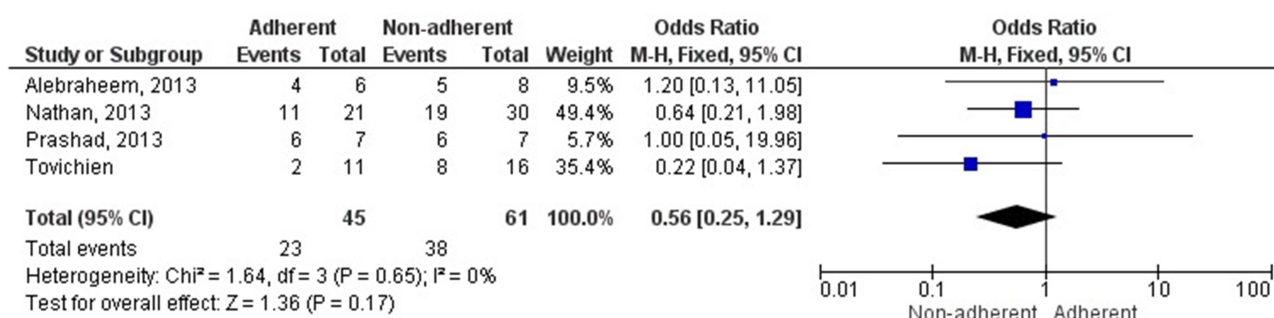 Adherent Non-adherent Odds Ratio Odds Ratio
Study or Subgroup Events Total Events Total Weight M-H, Fixed, 95% CI M-H, Fixed, 95% CI
Alebraheem, 2013 4 6 5 8 9.5% 1.20 [0.13, 11.05]
Nathan, 2013 11 21 19 30 49.4% 0.64 [0.21, 1.98]
Prashad, 2013 6 7 6 7 5.7% 1.00 [0.05, 19.96]
Tovichien 2 11 8 16 35.4% 0.22 [0.04, 1.37]
Total (95% CI) 45 61 100.0% 0.56 [0.25, 1.29]
Total events 23 38
Heterogeneity: Chi² = 1.64, df = 3 (P = 0.65); I² = 0%
Test for overall effect: Z = 1.36 (P = 0.17)
0.01 0.1 1 10 100
Non-adherent Adherent